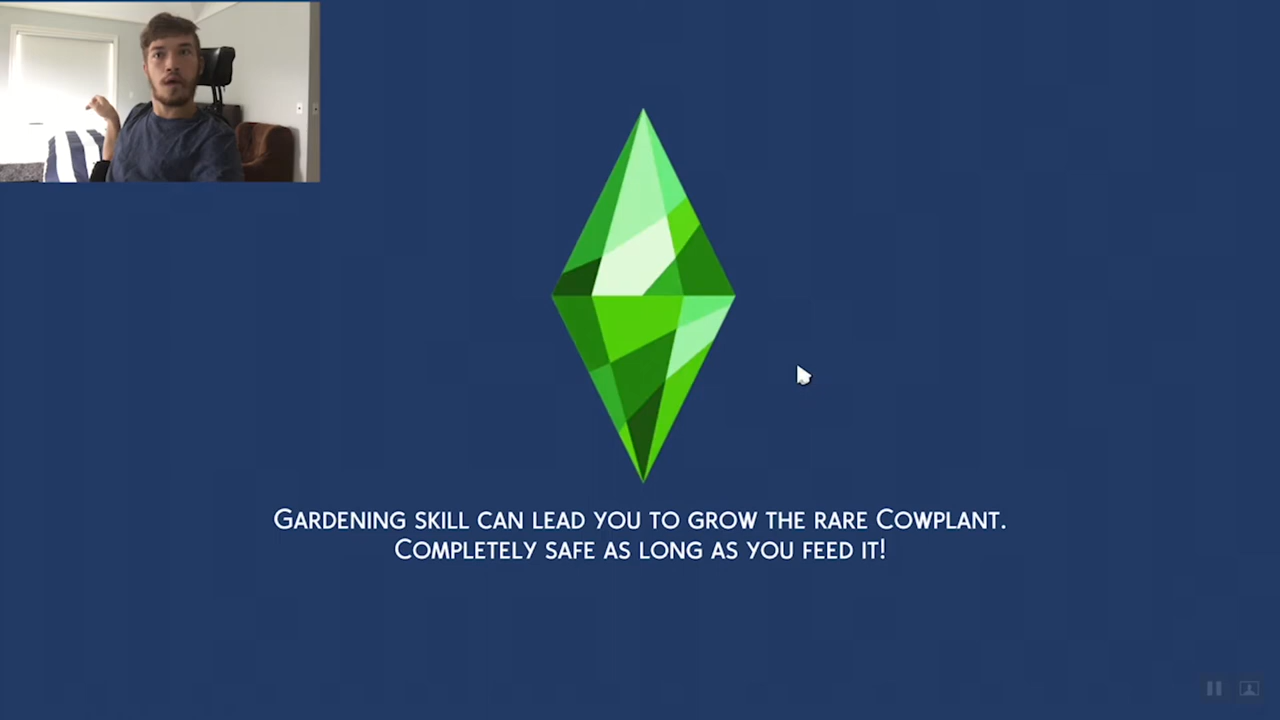 Gardening skill can lead you to grow the rare Cowplant.
Completely safe as long as you feed it!